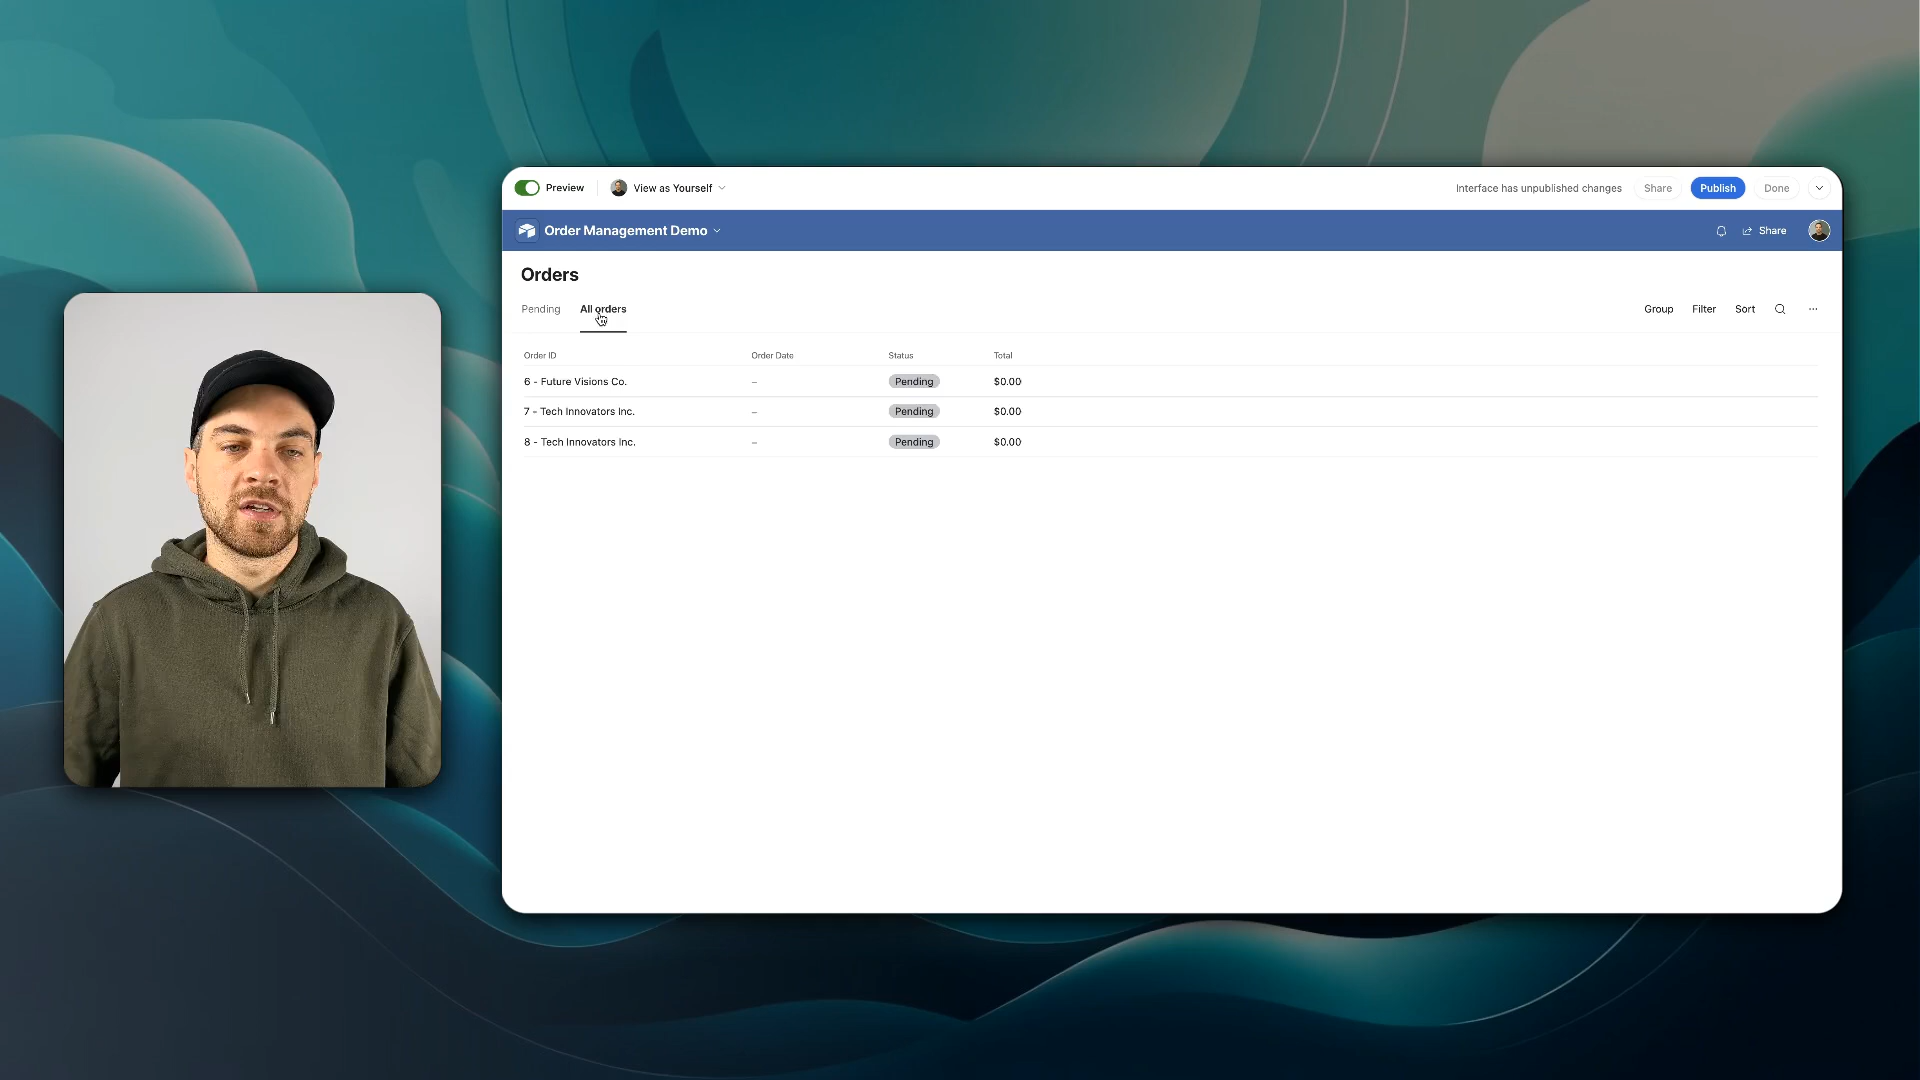 Preview
View as Yourself
Interface has unpublished changes
Share
Publish
Done
Order Management Demo
Share
Orders
Pending
All orders
Group
Filter
Sort
Order ID
Order Date
Status
Total
6 - Future Visions Co.
–
Pending
$0.00
7 - Tech Innovators Inc.
–
Pending
$0.00
8 - Tech Innovators Inc.
–
Pending
$0.00